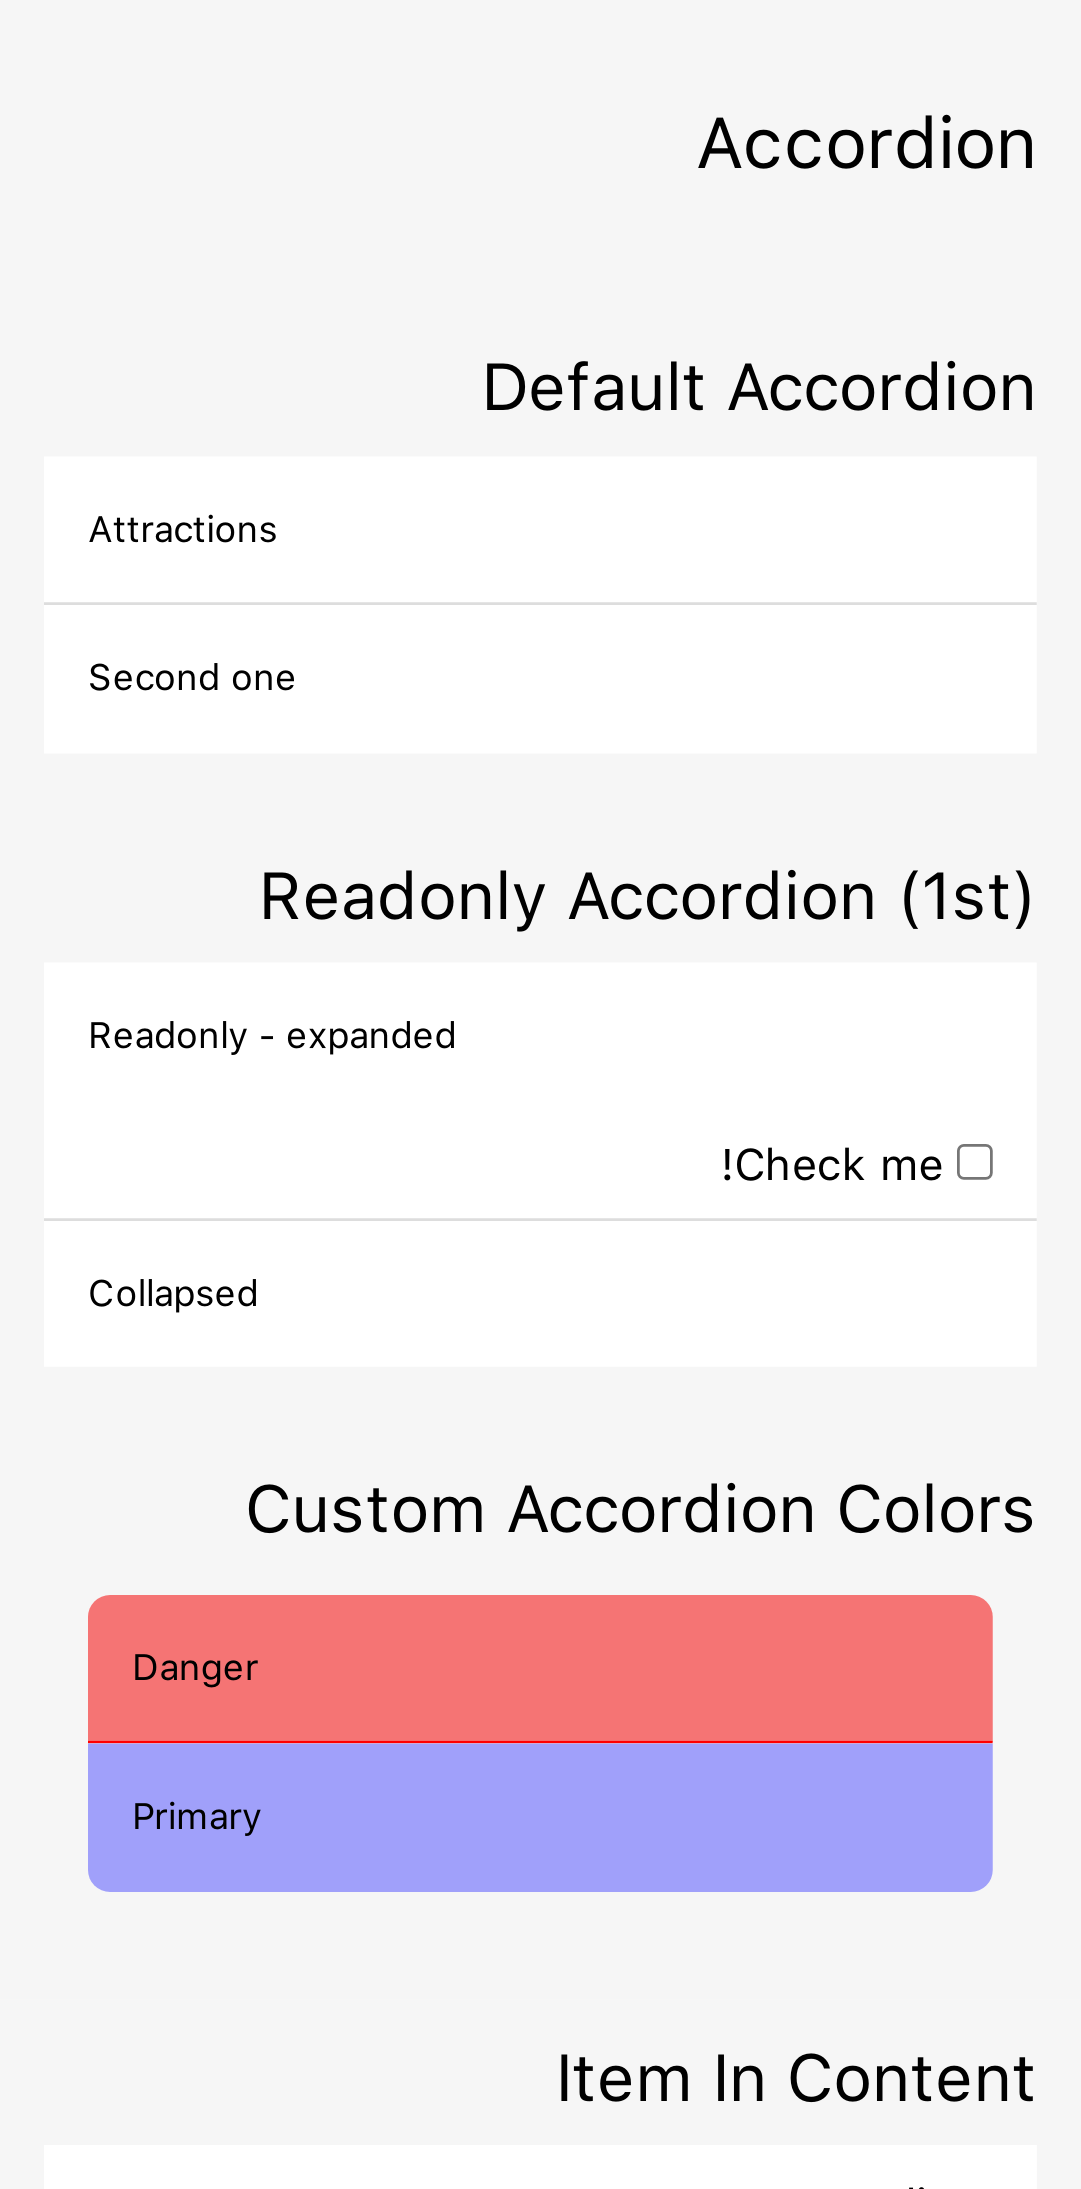 Accordion
Default Accordion
Attractions
Second one
Readonly Accordion (1st)
Readonly - expanded
!Check me
Collapsed
Custom Accordion Colors
Danger
Primary
Item In Content